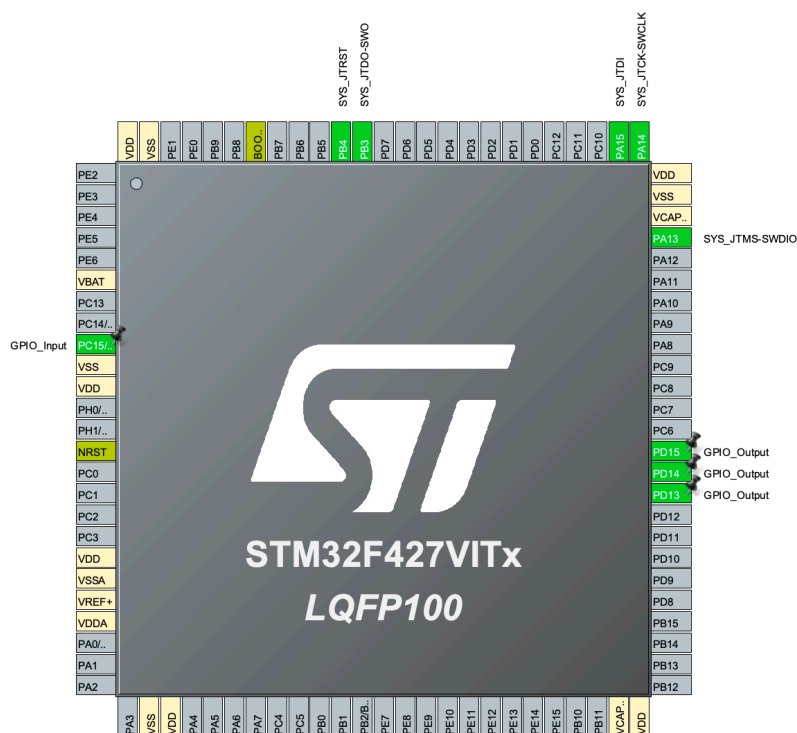 SYS_JTRST
SYS_JTDO-SWO
SYS_JTDI
SYS_JTCK-SWCLK
VDD
VSS
PE1
PE0
PB9
PB8
BOO..
PB7
PB6
PB5
PB4
PB3
PD7
PD6
PD5
PD4
PD3
PD2
PD1
PD0
PC12
PC11
PC10
PA15
PA14
PE2
PE3
PE4
PE5
PE6
VBAT
PC13
PC14/..
GPIO_Input PC15/..
VSS
VDD
PH0/..
PH1/..
NRST
PC0
PC1
PC2
PC3
VDD
VSSA
VREF+
VDDA
PA0/..
PA1
PA2
STM32F427VITx
LQFP100
VDD
VSS
VCAP..
PA13 SYS_JTMS-SWDIO
PA12
PA11
PA10
PA9
PA8
PC9
PC8
PC7
PC6
PD15 GPIO_Output
PD14 GPIO_Output
PD13 GPIO_Output
PD12
PD11
PD10
PD9
PD8
PB15
PB14
PB13
PB12
PA3
VSS
VDD
PA4
PA5
PA6
PA7
PC4
PC5
PB0
PB1
PB2/B..
PE7
PE8
PE9
PE10
PE11
PE12
PE13
PE14
PE15
PB10
PB11
VCAP..
VDD